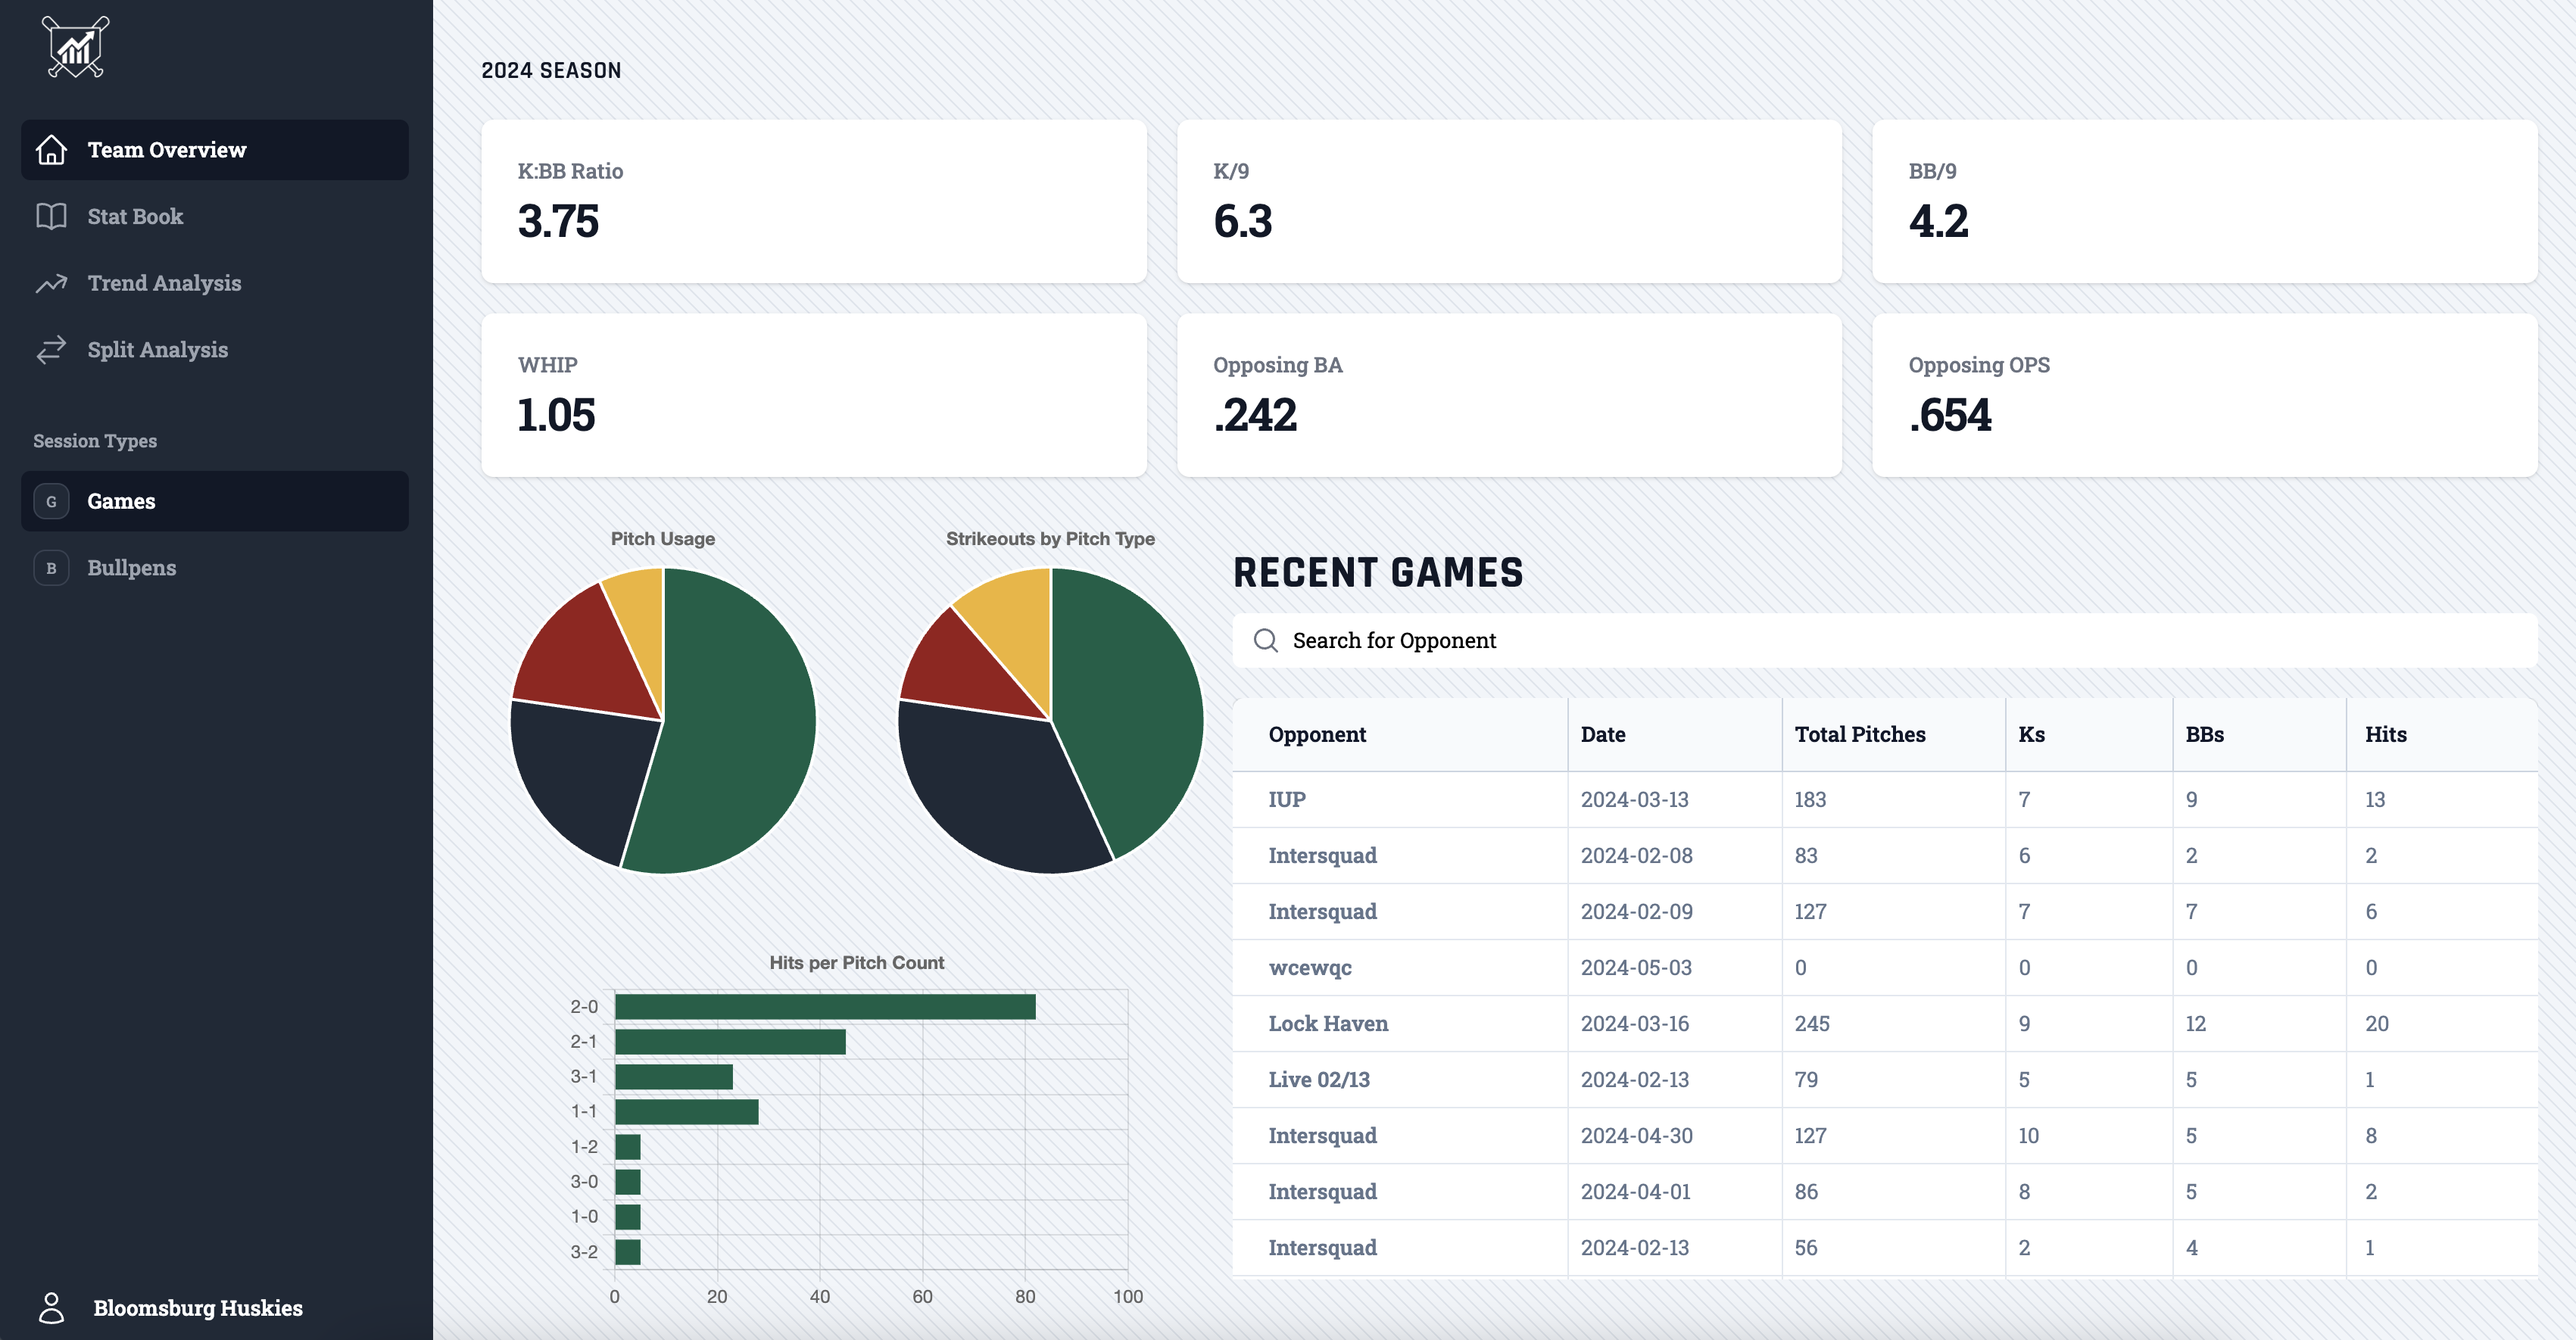 Team Overview
Stat Book
Trend Analysis
Split Analysis
Session Types
G Games
B Bullpens
Bloomsburg Huskies
2024 SEASON
K:BB Ratio
3.75
K/9
6.3
BB/9
4.2
WHIP
1.05
Opposing BA
.242
Opposing OPS
.654
Pitch Usage
Strikeouts by Pitch Type
Hits per Pitch Count
2-0
2-1
3-1
1-1
1-2
3-0
1-0
3-2
0 20 40 60 80 100
RECENT GAMES
Search for Opponent
Opponent Date Total Pitches Ks BBs Hits
IUP 2024-03-13 183 7 9 13
Intersquad 2024-02-08 83 6 2 2
Intersquad 2024-02-09 127 7 7 6
wcewqc 2024-05-03 0 0 0 0
Lock Haven 2024-03-16 245 9 12 20
Live 02/13 2024-02-13 79 5 5 1
Intersquad 2024-04-30 127 10 5 8
Intersquad 2024-04-01 86 8 5 2
Intersquad 2024-02-13 56 2 4 1